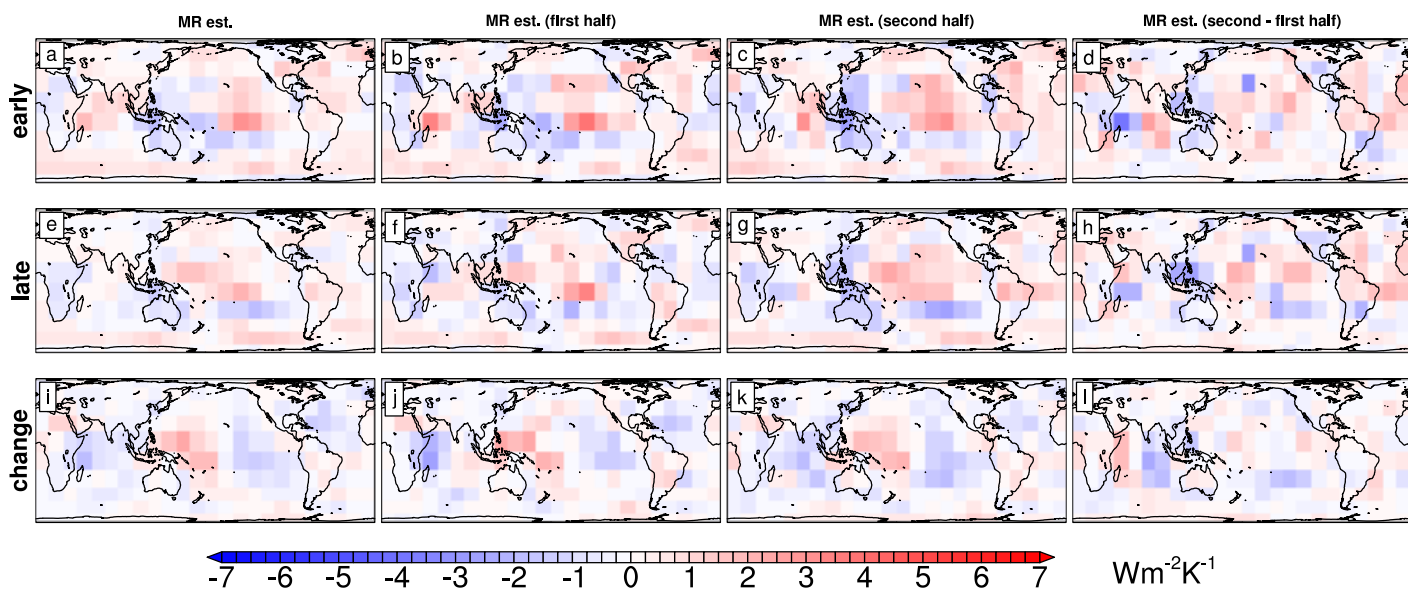 MR est. MR est. (first half) MR est. (second half) MR est. (second - first half)
early a b c d
late e f g h
change i j k l
-7 -6 -5 -4 -3 -2 -1 0 1 2 3 4 5 6 7 Wm⁻²K⁻¹